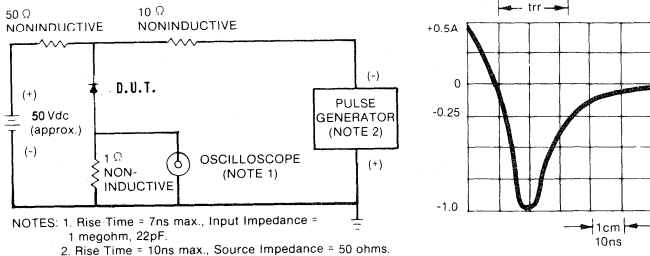 50 Ω
NONINDUCTIVE
10 Ω
NONINDUCTIVE
(+)
50 Vdc
(approx.)
(-)
D.U.T.
1 Ω
NON-
INDUCTIVE
OSCILLOSCOPE
(NOTE 1)
(-)
PULSE
GENERATOR
(NOTE 2)
(+)
NOTES: 1. Rise Time = 7ns max., Input Impedance =
1 megohm, 22pF.
2. Rise Time = 10ns max., Source Impedance = 50 ohms.
trr
+0.5A
0
-0.25
-1.0
1cm
10ns